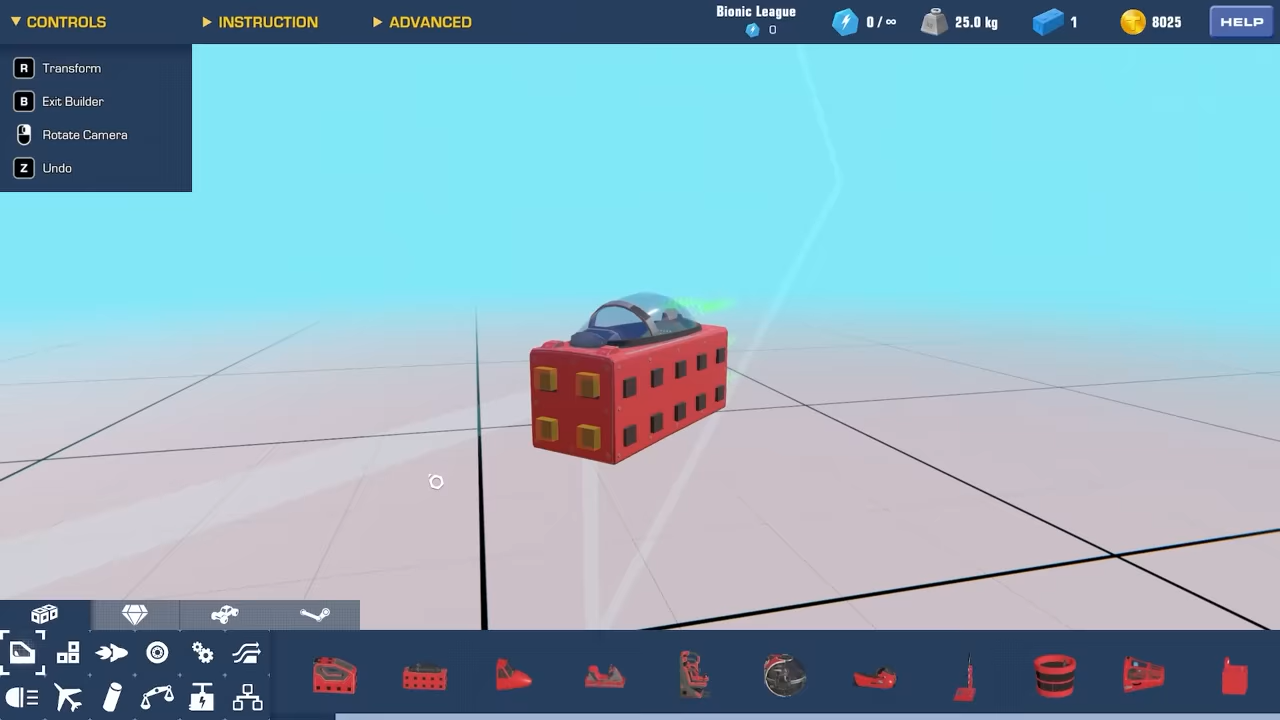 CONTROLS
INSTRUCTION
ADVANCED
Bionic League
0
0 / ∞
25.0 kg
1
8025
HELP
R Transform
B Exit Builder
Rotate Camera
Z Undo